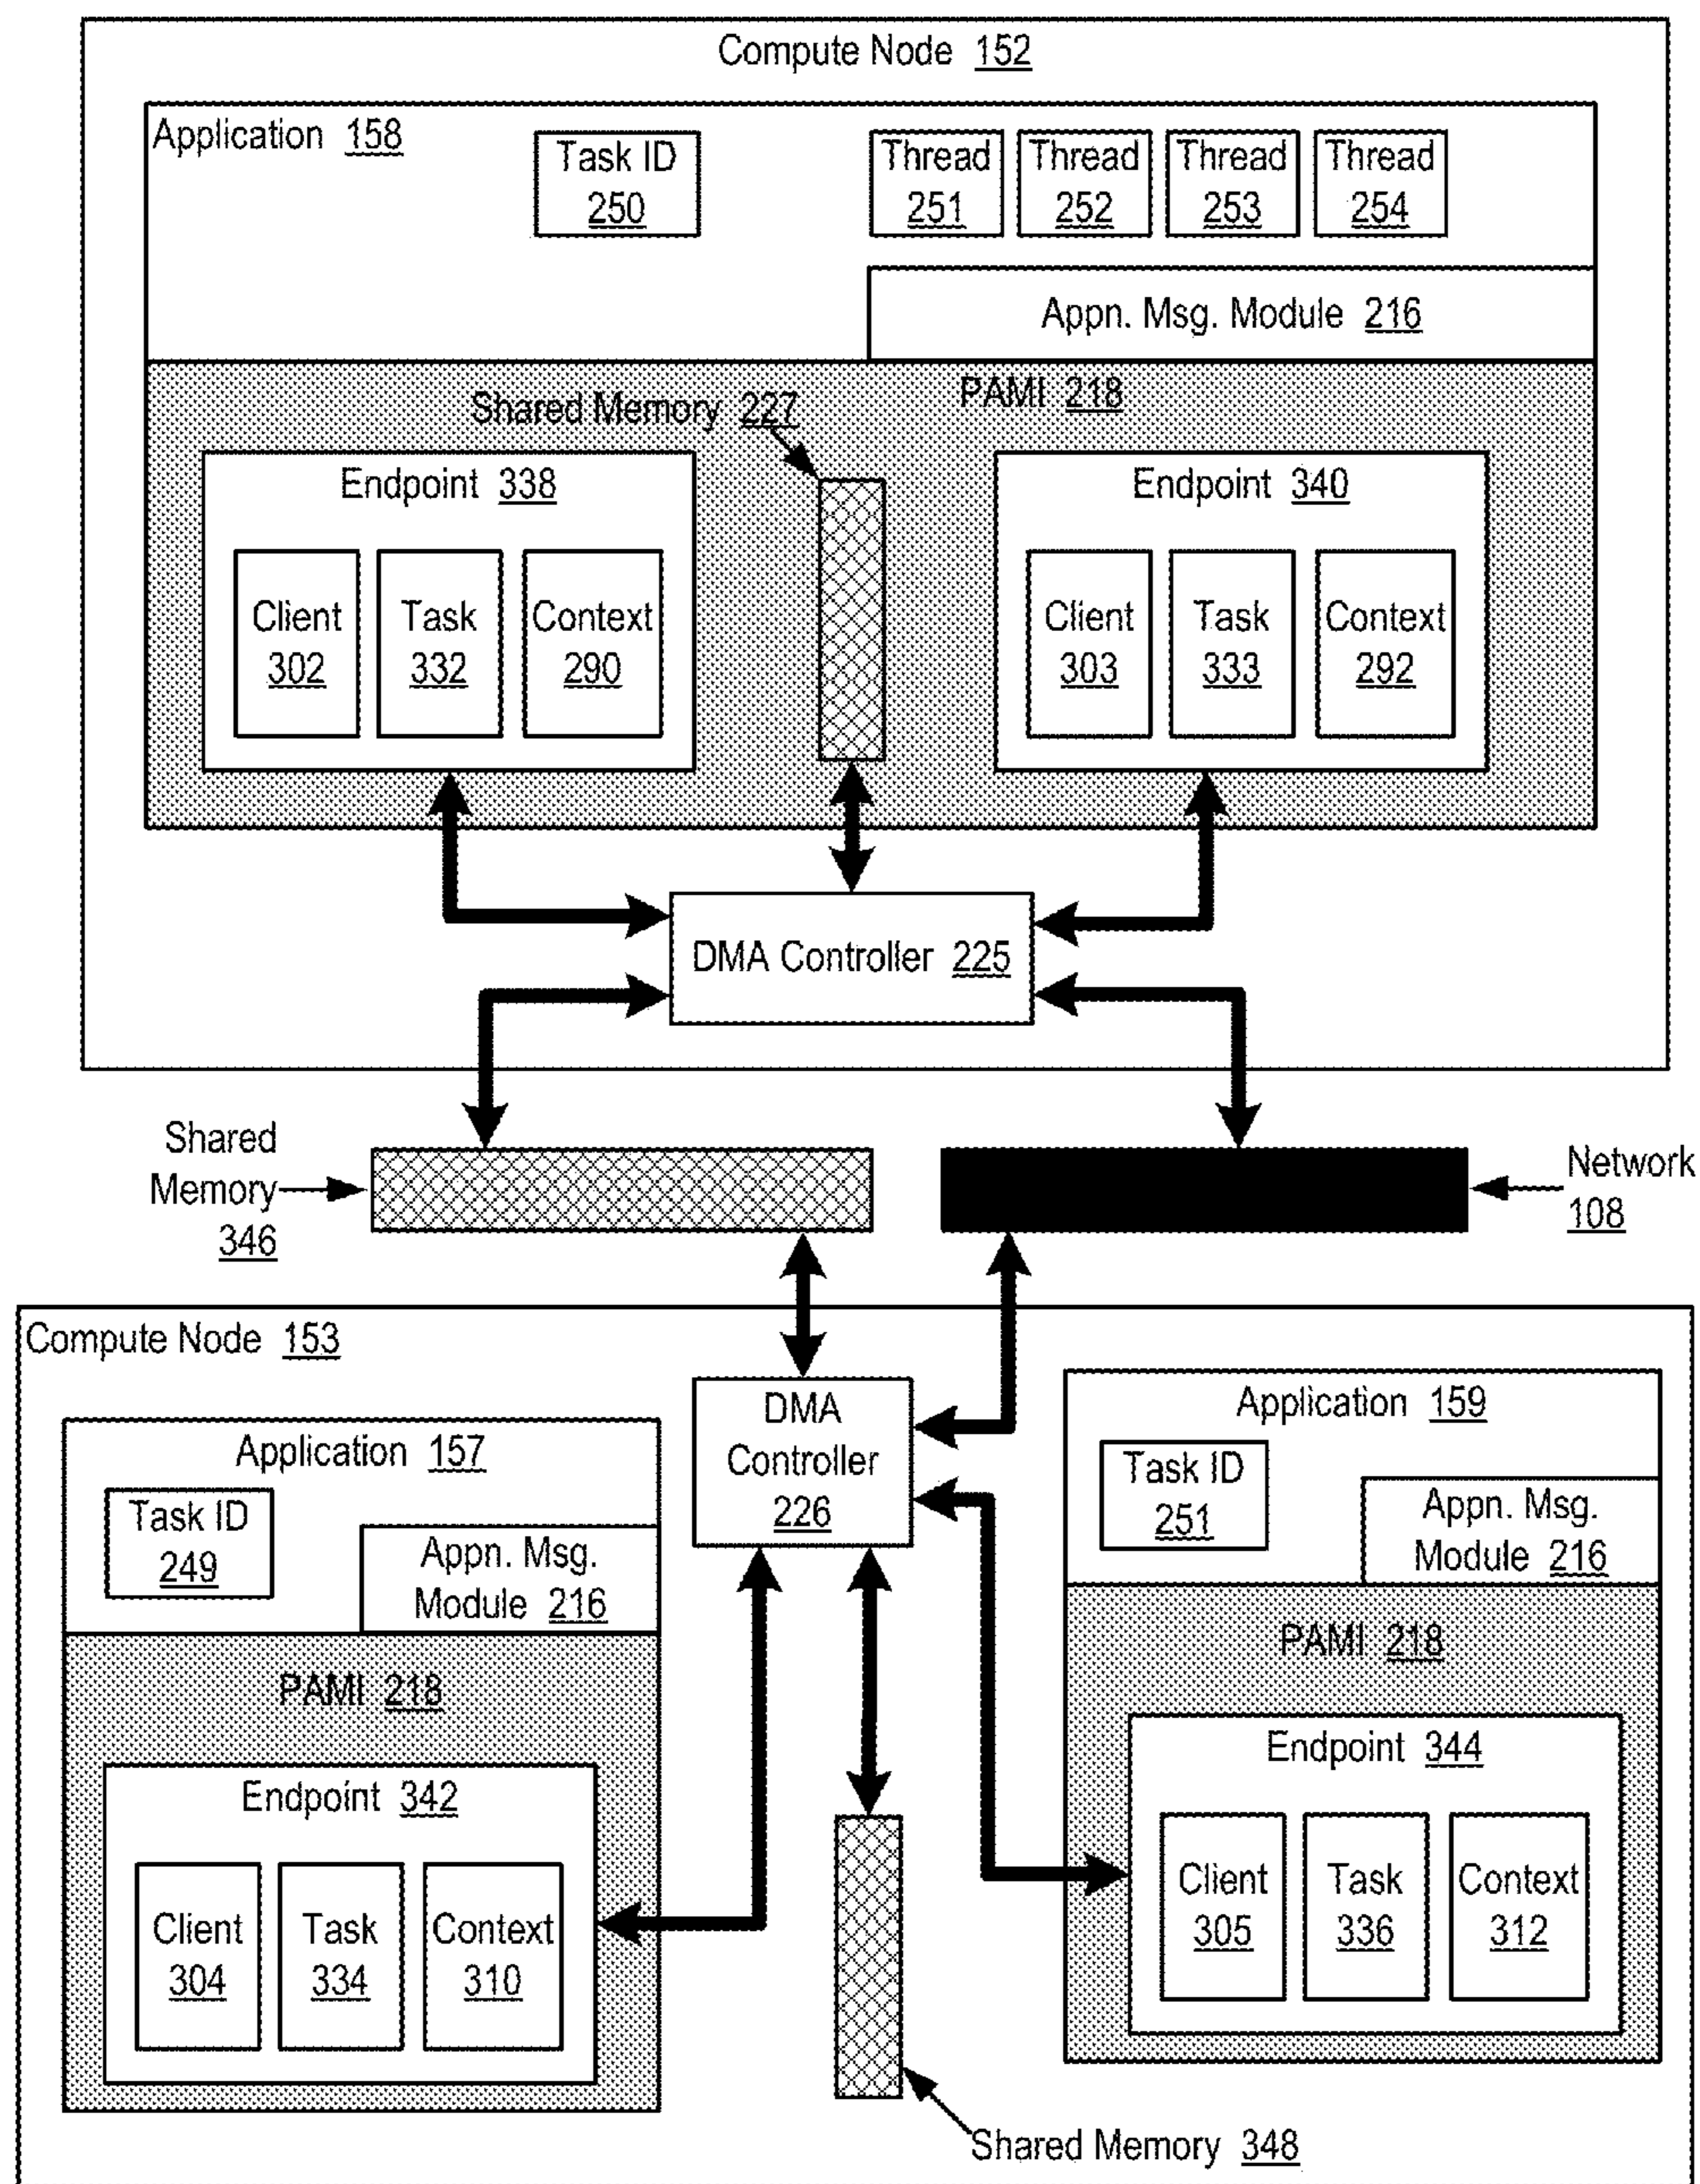 Compute Node 152
Application 158
Task ID
250
Thread
251
Thread
252
Thread
253
Thread
254
Appn. Msg. Module 216
PAMI 218
Shared Memory 227
Endpoint 338
Client
302
Task
332
Context
290
Endpoint 340
Client
303
Task
333
Context
292
DMA Controller 225
Shared
Memory
346
Network
108
Compute Node 153
DMA
Controller
226
Application 157
Task ID
249
Appn. Msg.
Module 216
PAMI 218
Endpoint 342
Client
304
Task
334
Context
310
Application 159
Task ID
251
Appn. Msg.
Module 216
PAMI 218
Endpoint 344
Client
305
Task
336
Context
312
Shared Memory 348